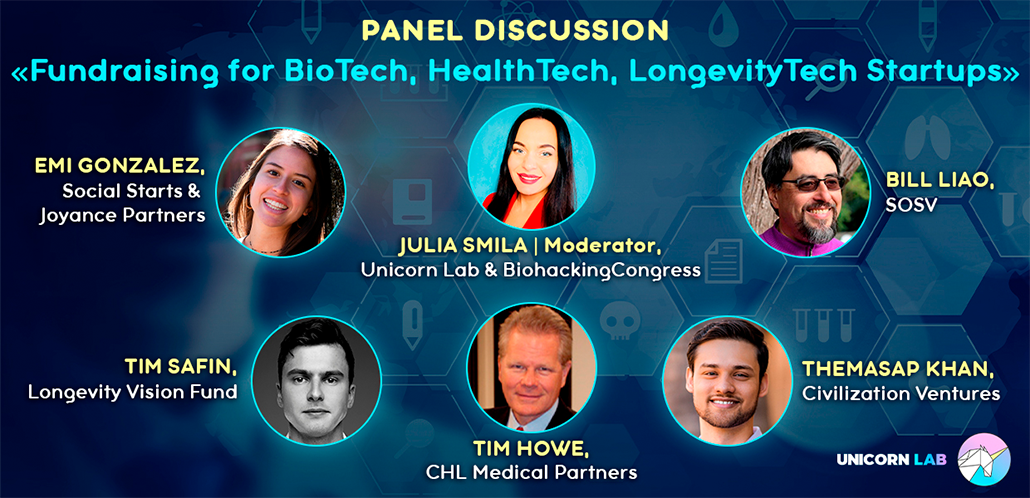 PANEL DISCUSSION
«Fundraising for BioTech, HealthTech, LongevityTech Startups»
EMI GONZALEZ,
Social Starts &
Joyance Partners
JULIA SMILA | Moderator,
Unicorn Lab & BiohackingCongress
BILL LIAO,
SOSV
TIM SAFIN,
Longevity Vision Fund
TIM HOWE,
CHL Medical Partners
THEMASAP KHAN,
Civilization Ventures
UNICORN LAB